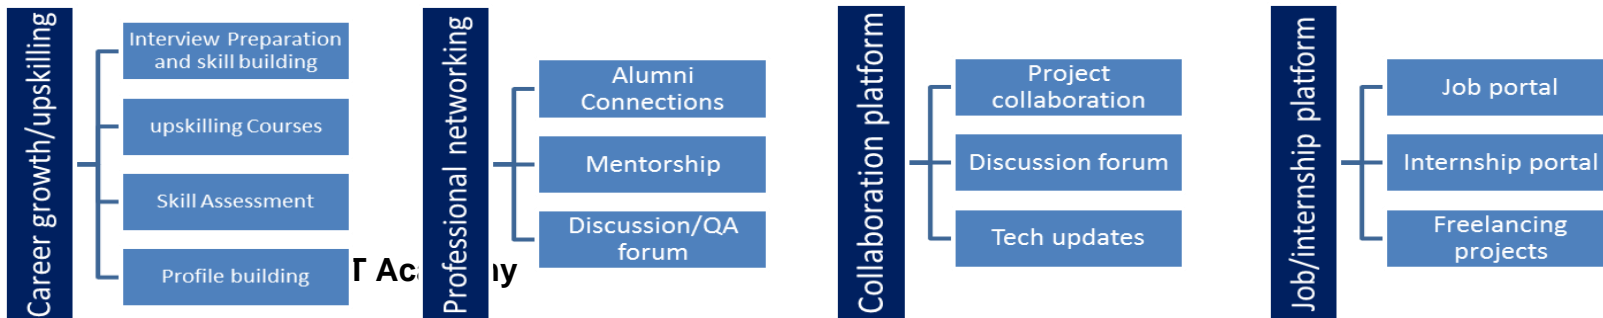 Career growth/upskilling
Interview Preparation
and skill building
upskilling Courses
Skill Assessment
Profile building
Professional networking
Alumni
Connections
Mentorship
Discussion/QA
forum
Collaboration platform
Project
collaboration
Discussion forum
Tech updates
Job/internship platform
Job portal
Internship portal
Freelancing
projects